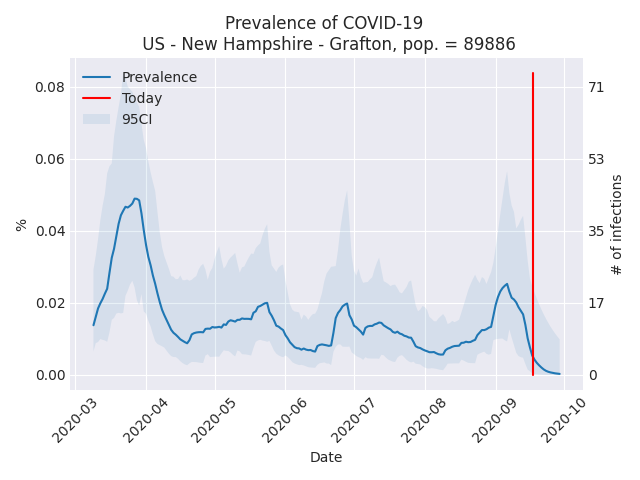 Prevalence of COVID-19
US - New Hampshire - Grafton, pop. = 89886
Prevalence
Today
95CI
0.08
0.06
0.04
0.02
0.00
%
71
53
35
17
0
# of infections
2020-03
2020-04
2020-05
2020-06
2020-07
2020-08
2020-09
2020-10
Date